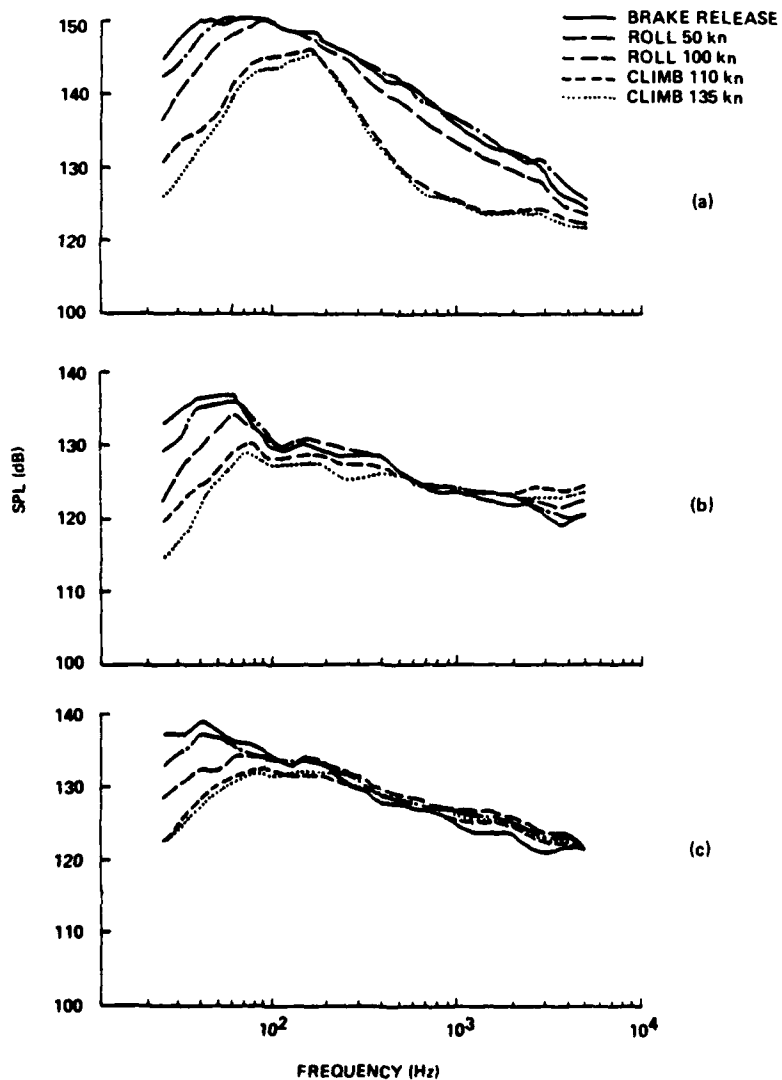 BRAKE RELEASE
ROLL 50 kn
ROLL 100 kn
CLIMB 110 kn
CLIMB 135 kn
150
140
130
120
100
(a)
140
130
120
110
100
(b)
SPL (dB)
140
130
120
110
100
(c)
10²
10³
10⁴
FREQUENCY (Hz)